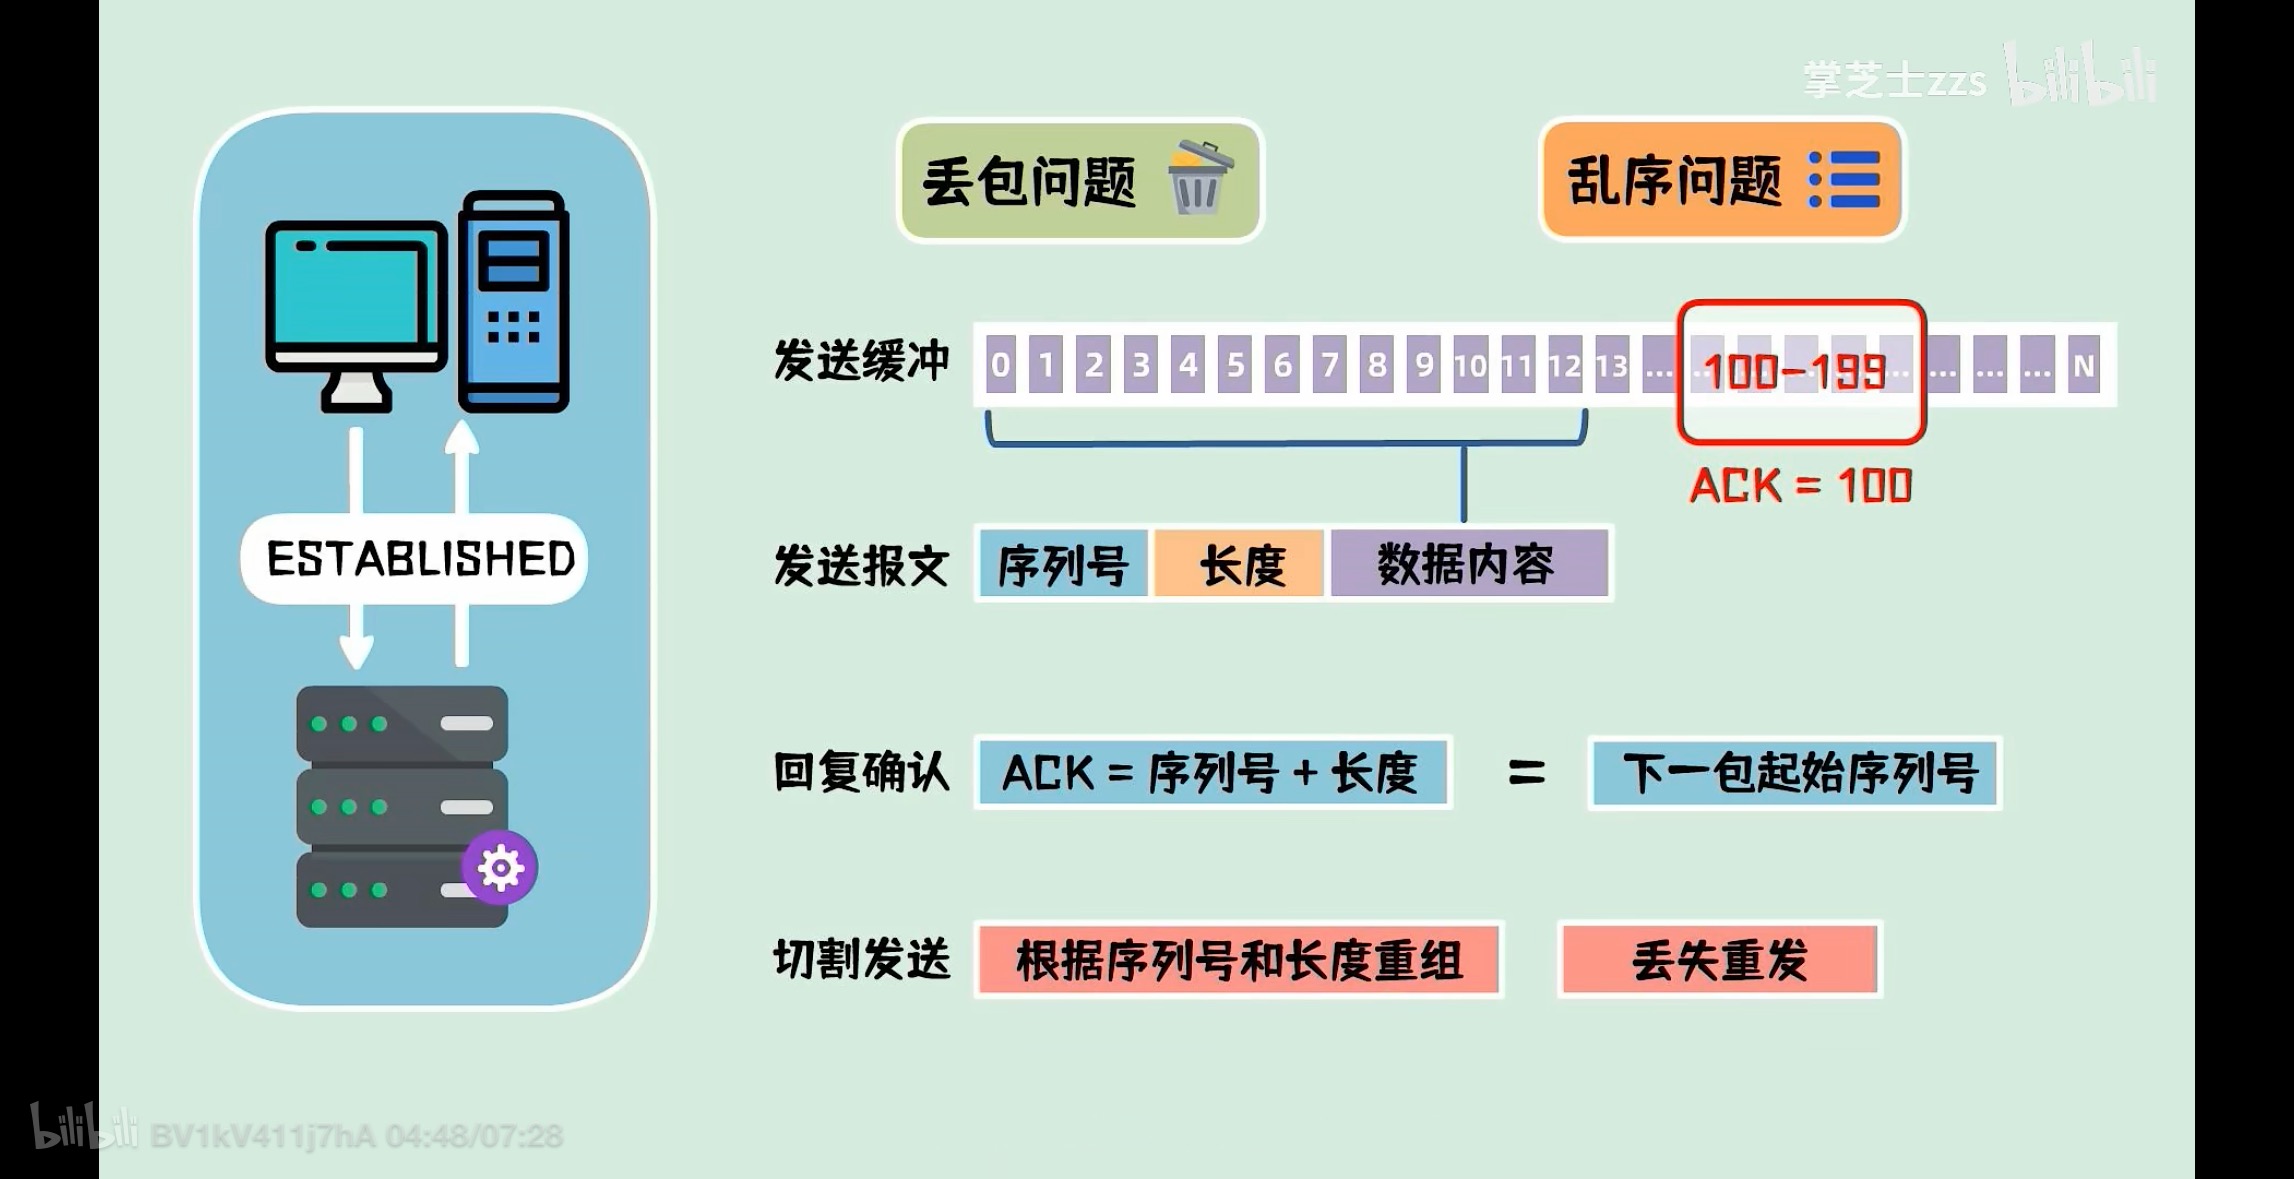 掌芝士zzs bilibili
丢包问题
乱序问题
发送缓冲 0 1 2 3 4 5 6 7 8 9 10 11 12 13 ... 100-199 ... ... ... N
ACK = 100
ESTABLISHED
发送报文 序列号 长度 数据内容
回复确认 ACK = 序列号 + 长度 = 下一包起始序列号
切割发送 根据序列号和长度重组 丢失重发
bilibili BV1kV411j7hA 04:48/07:28